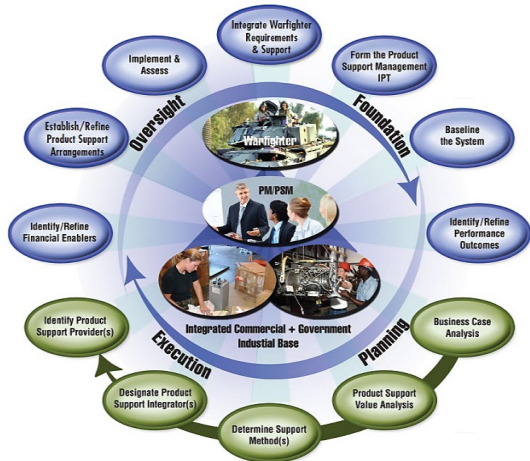 Integrate Warfighter
Requirements
& Support
Implement &
Assess
Form the Product
Support Management
IPT
Establish/Refine
Product Support
Arrangements
Oversight
Foundation
Baseline
the System
Warfighter
PM/PSM
Identify/Refine
Financial Enablers
Identify/Refine
Performance
Outcomes
Identify Product
Support Provider(s)
Integrated Commercial + Government
Industial Base
Business Case
Analysis
Execution
Planning
Designate Product
Support Integrator(s)
Product Support
Value Analysis
Determine Support
Method(s)